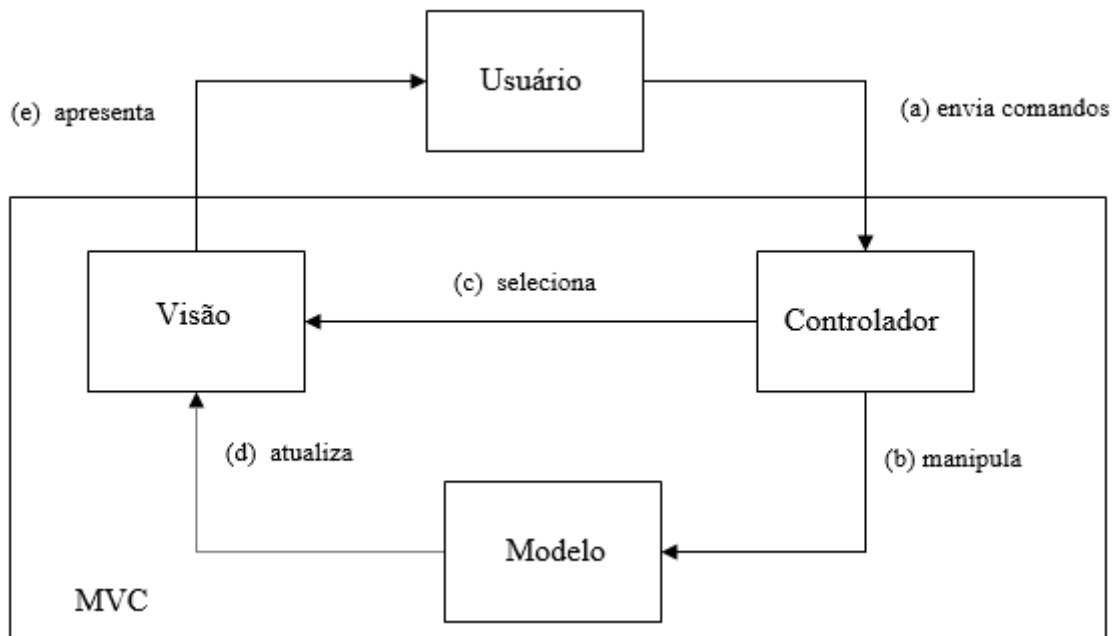 Usuário
(e) apresenta
(a) envia comandos
(c) seleciona
Visão
Controlador
(d) atualiza
(b) manipula
Modelo
MVC